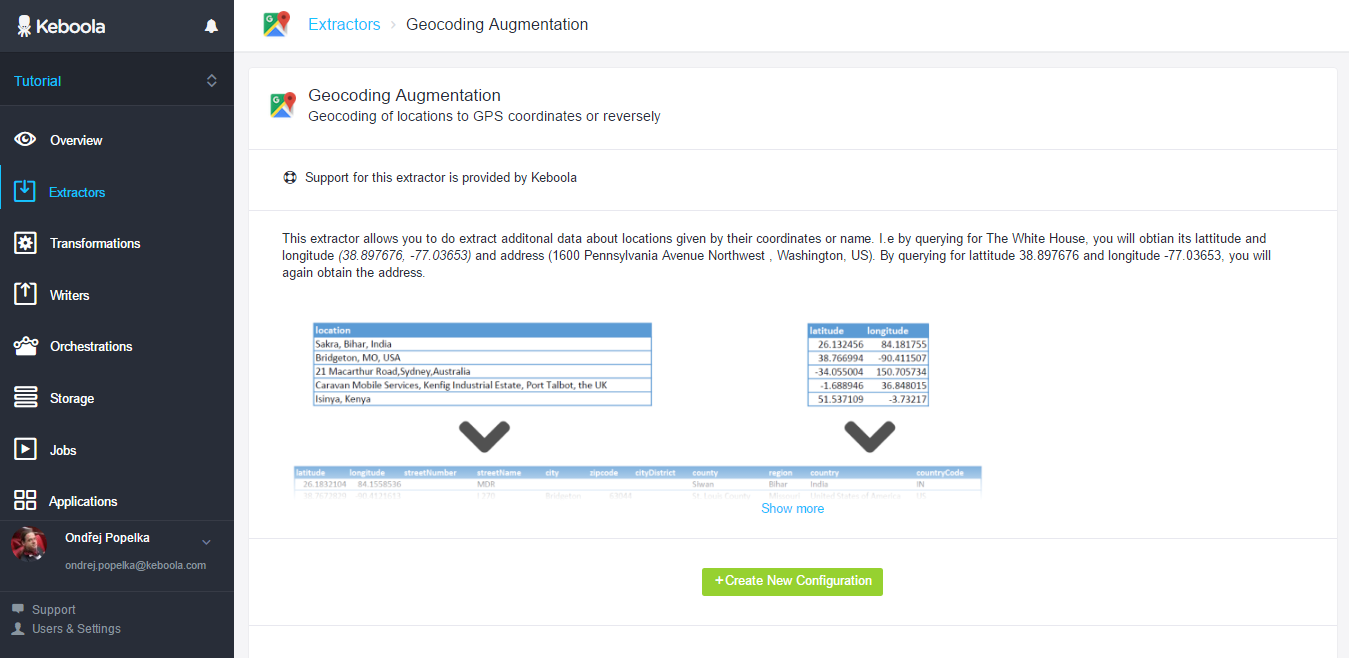 Keboola
Tutorial
Overview
Extractors
Transformations
Writers
Orchestrations
Storage
Jobs
Applications
Ondřej Popelka
ondrej.popelka@keboola.com
Support
Users & Settings
Extractors › Geocoding Augmentation
Geocoding Augmentation
Geocoding of locations to GPS coordinates or reversely
Support for this extractor is provided by Keboola
This extractor allows you to do extract additonal data about locations given by their coordinates or name. I.e by querying for The White House, you will obtian its lattitude and
longitude (38.897676, -77.03653) and address (1600 Pennsylvania Avenue Northwest , Washington, US). By querying for lattitude 38.897676 and longitude -77.03653, you will
again obtain the address.
location
Sakra, Bihar, India
Bridgeton, MO, USA
21 Macarthur Road,Sydney,Australia
Caravan Mobile Services, Kenfig Industrial Estate, Port Talbot, the UK
Isinya, Kenya
latitude longitude
26.132456 84.181755
38.766994 -90.411507
-34.055004 150.705734
-1.688946 36.848015
51.537109 -3.73217
latitude longitude streetNumber streetName city zipcode cityDistrict county region country countryCode
26.1832104 84.1558536 MDR Siwan Bihar India IN
Bridgeton St. Louis County Missouri United States of America US
Show more
+Create New Configuration